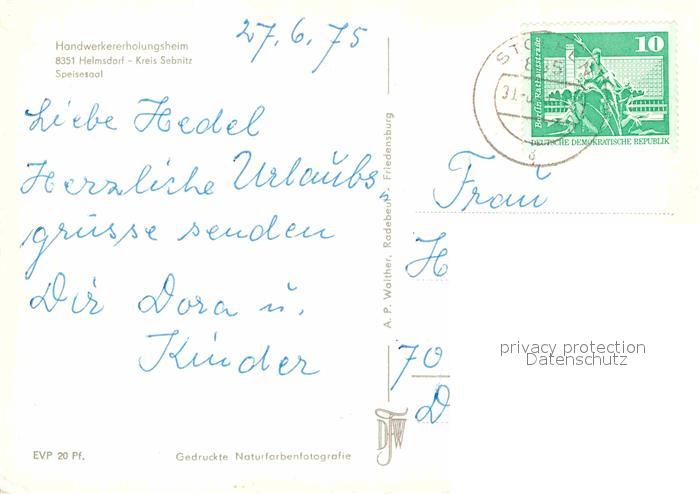 27.6.75
Handwerkererholungsheim
8351 Helmsdorf - Kreis Sebnitz
Speisesaal
Liebe Hedel
Herzliche Urlaubs„
grüsse senden
Dir Dora u.
Kinder
EVP 20 Pf.
Gedruckte Naturfarbenfotografie
A. P. Walther, Radebeul · Friedensburg
10
Berlin, Rathausstraße
DEUTSCHE DEMOKRATISCHE REPUBLIK
Frau
H
70
D
privacy protection
Datenschutz